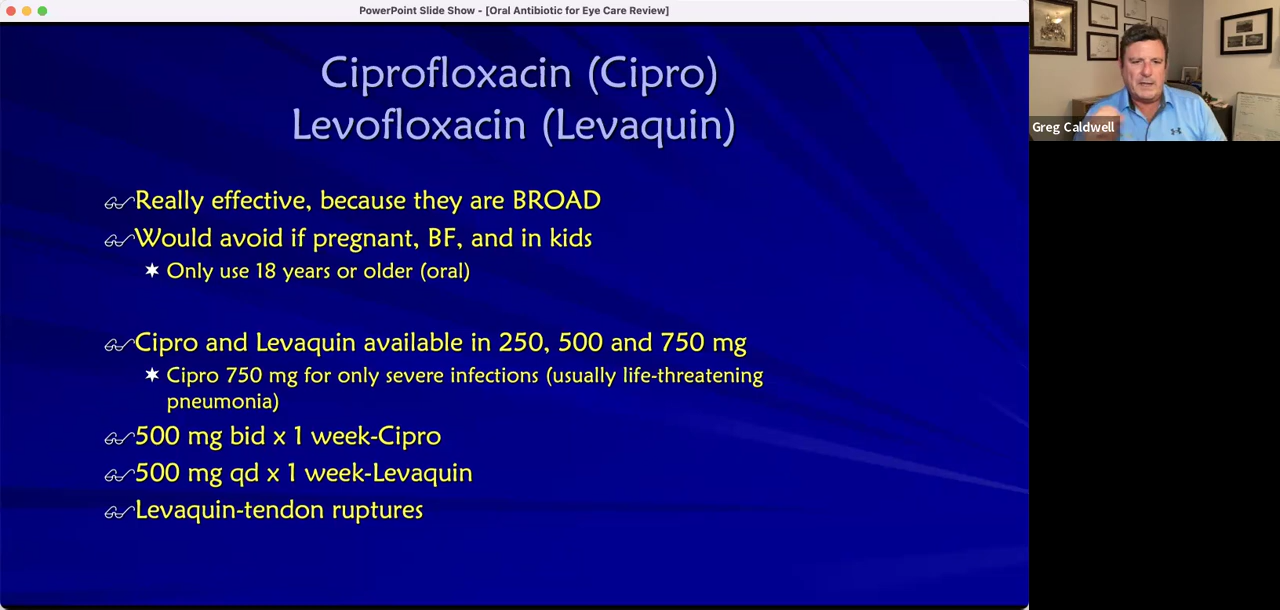 PowerPoint Slide Show - [Oral Antibiotic for Eye Care Review]
Ciprofloxacin (Cipro)
Levofloxacin (Levaquin)
Really effective, because they are BROAD
Would avoid if pregnant, BF, and in kids
Only use 18 years or older (oral)
Cipro and Levaquin available in 250, 500 and 750 mg
Cipro 750 mg for only severe infections (usually life-threatening
pneumonia)
500 mg bid x 1 week-Cipro
500 mg qd x 1 week-Levaquin
Levaquin-tendon ruptures
Greg Caldwell